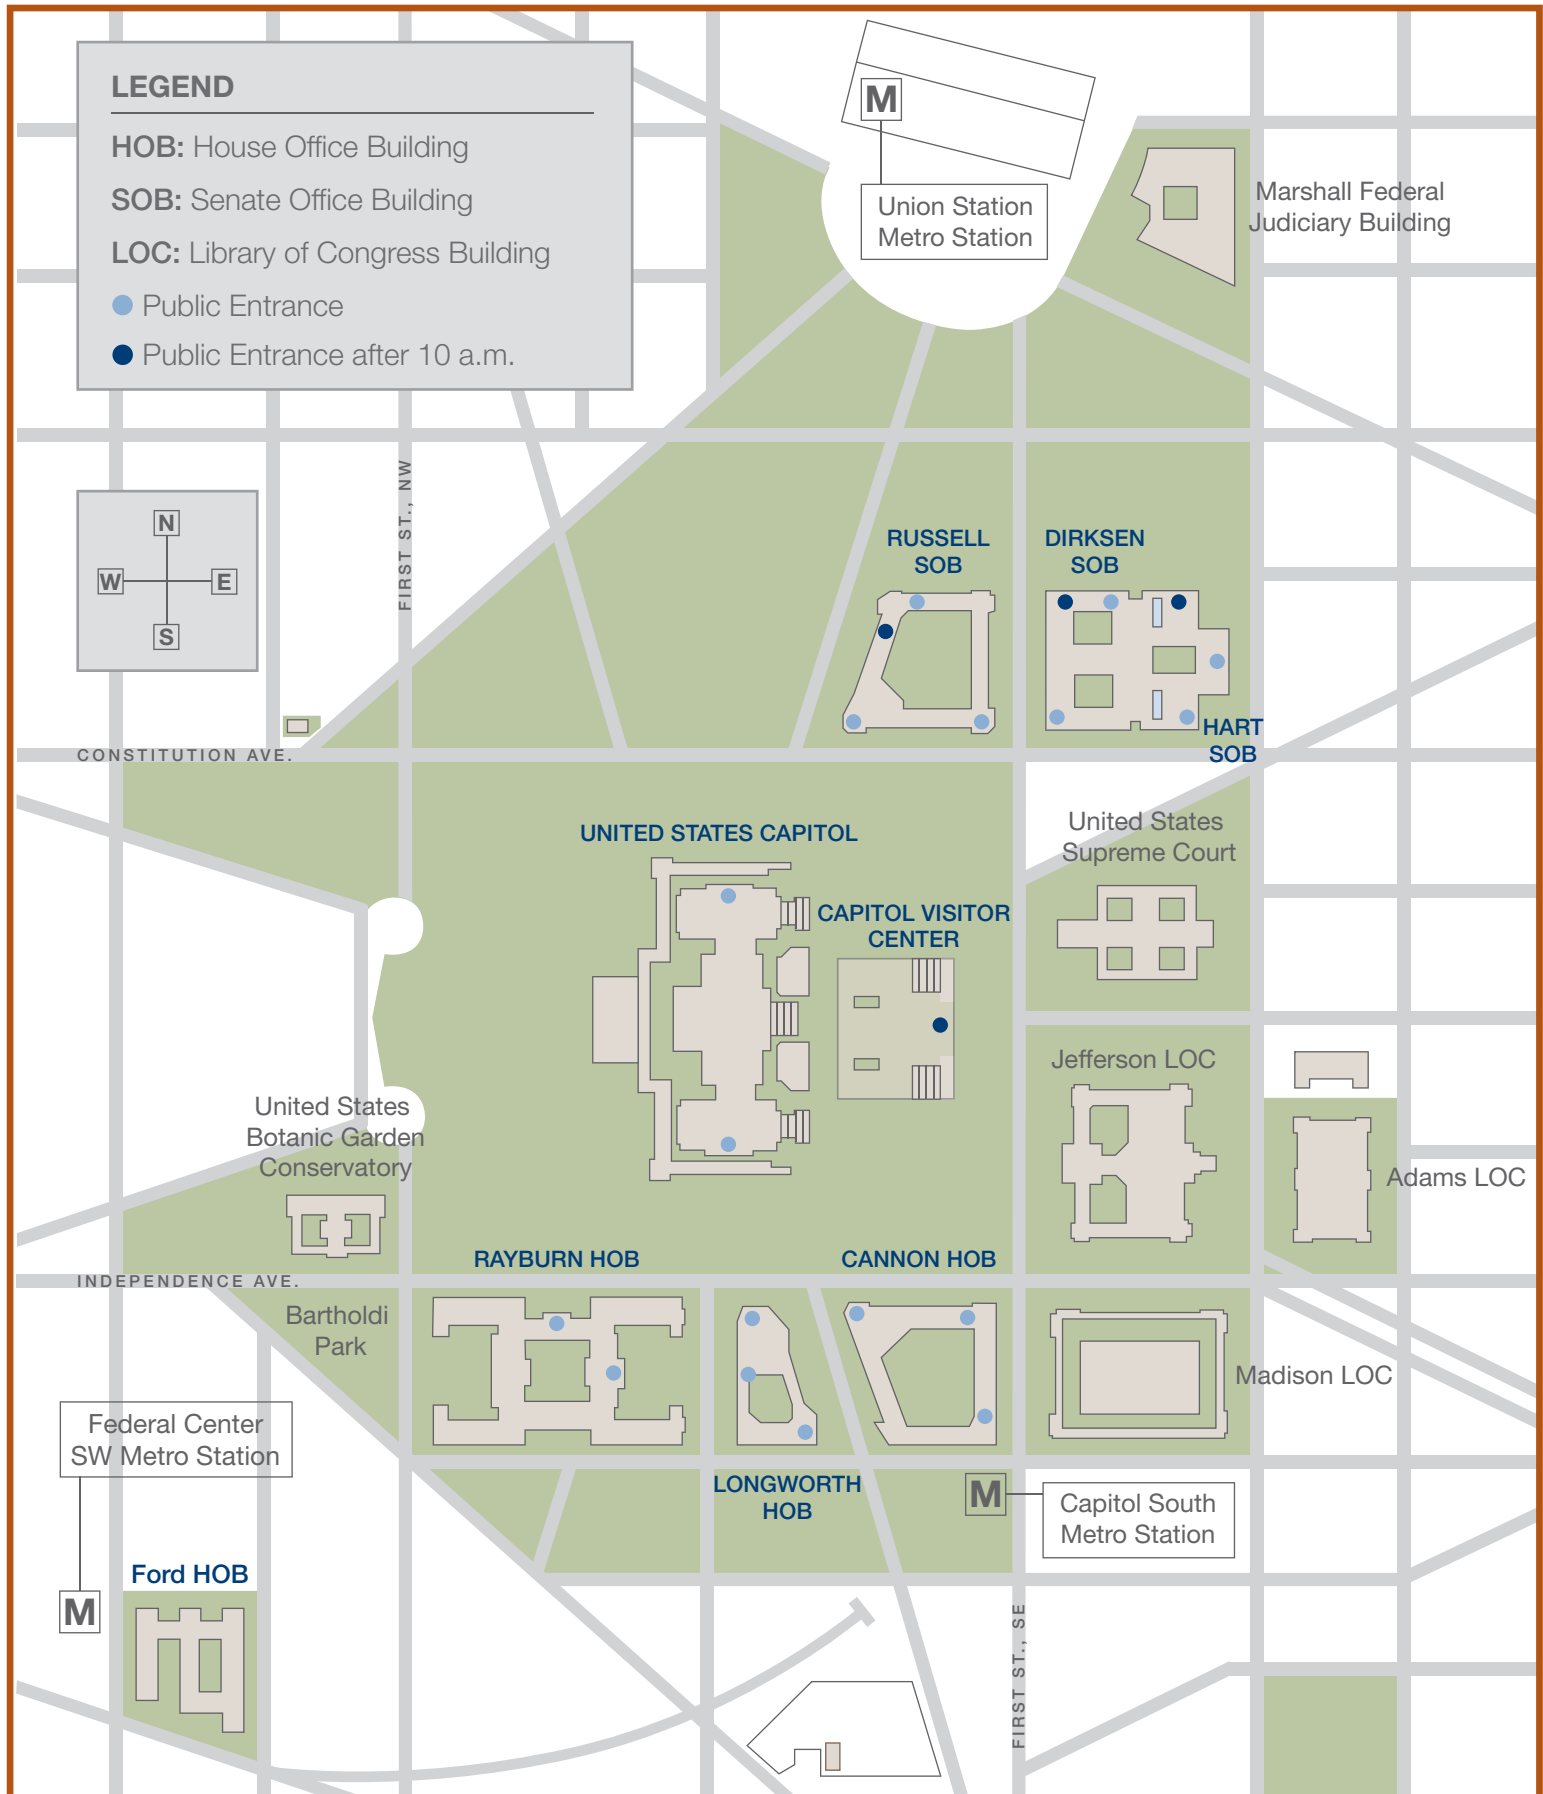 LEGEND
HOB: House Office Building
SOB: Senate Office Building
LOC: Library of Congress Building
Public Entrance
Public Entrance after 10 a.m.
M
Union Station
Metro Station
Marshall Federal
Judiciary Building
N
W
E
S
FIRST ST., NW
RUSSELL
SOB
DIRKSEN
SOB
HART
SOB
CONSTITUTION AVE.
UNITED STATES CAPITOL
United States
Supreme Court
CAPITOL VISITOR
CENTER
Jefferson LOC
United States
Botanic Garden
Conservatory
Adams LOC
RAYBURN HOB
CANNON HOB
INDEPENDENCE AVE.
Bartholdi
Park
Madison LOC
Federal Center
SW Metro Station
LONGWORTH
HOB
M
Capitol South
Metro Station
Ford HOB
M
FIRST ST., SE